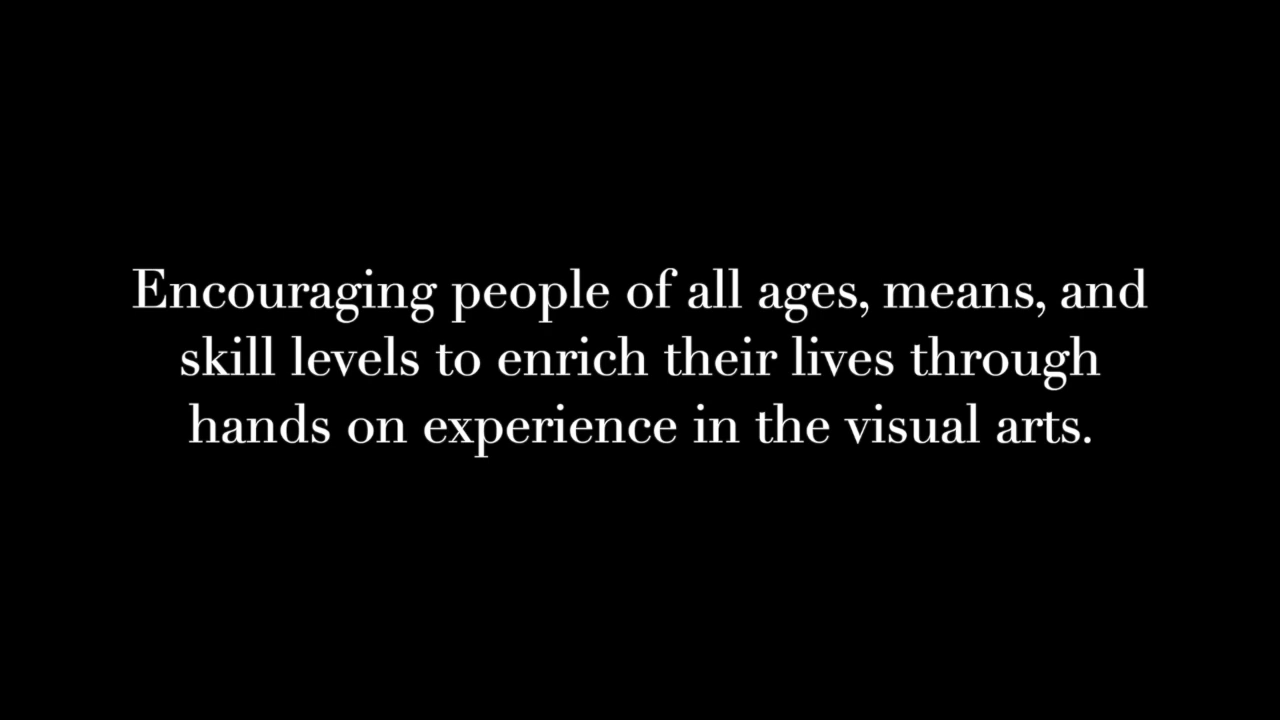 Encouraging people of all ages, means, and
skill levels to enrich their lives through
hands on experience in the visual arts.